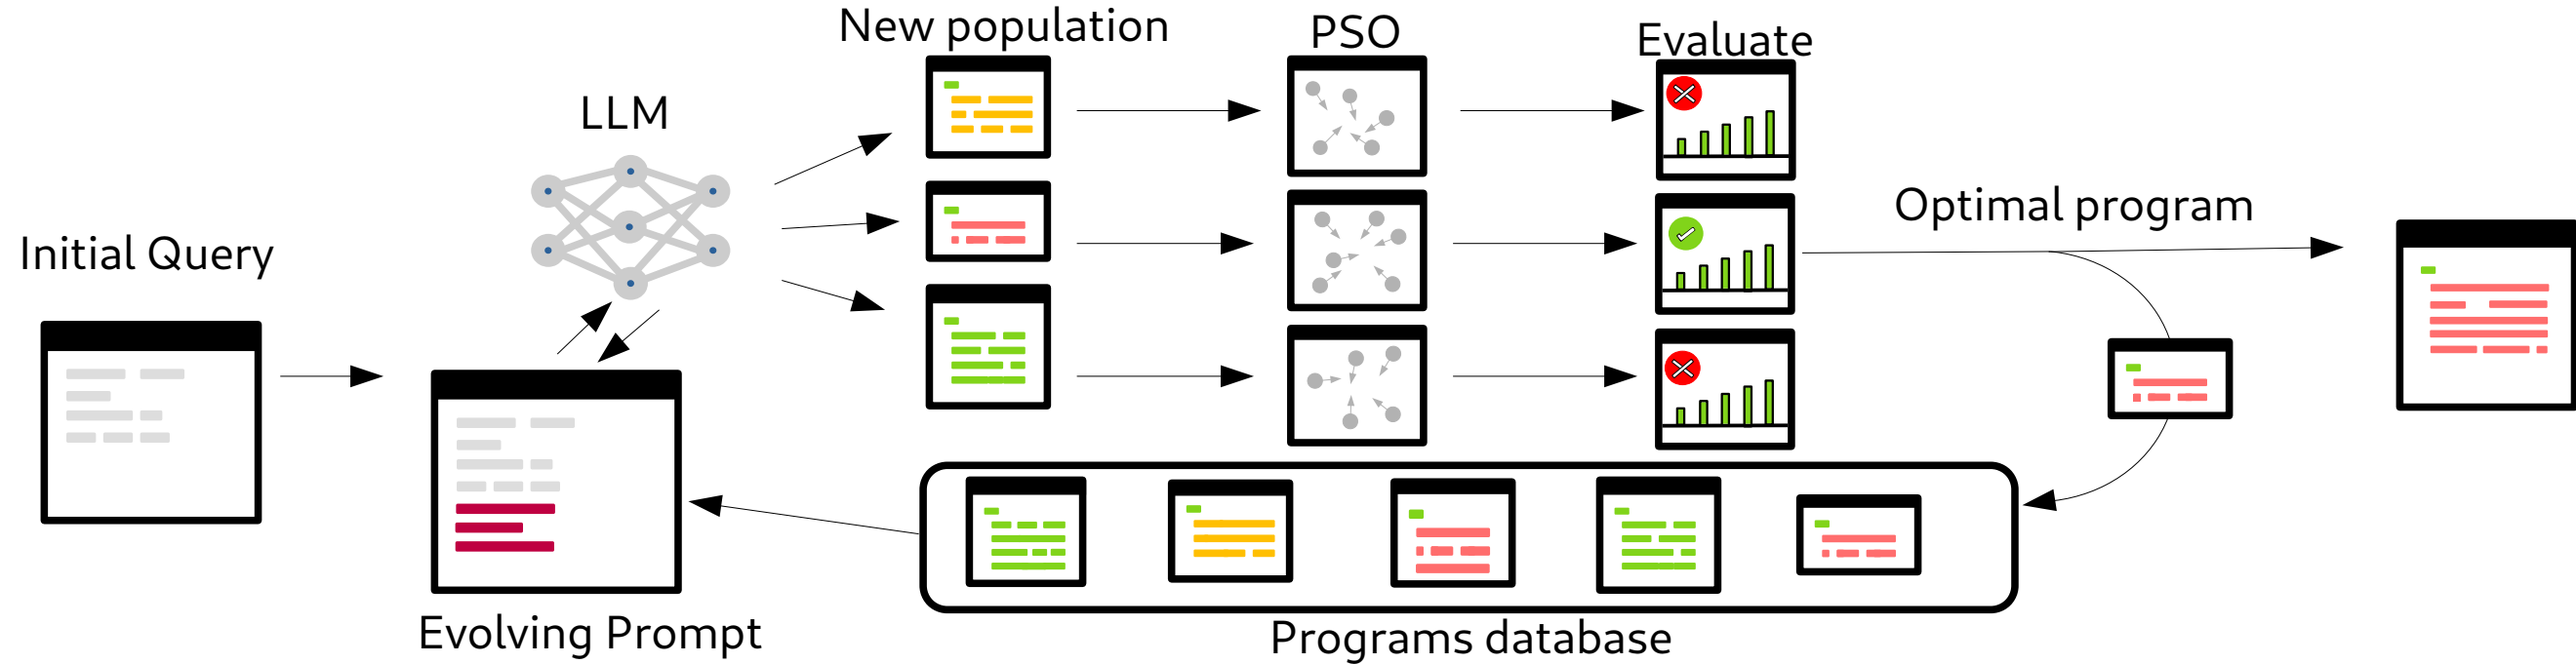 New population
PSO
Evaluate
LLM
Optimal program
Initial Query
Evolving Prompt
Programs database